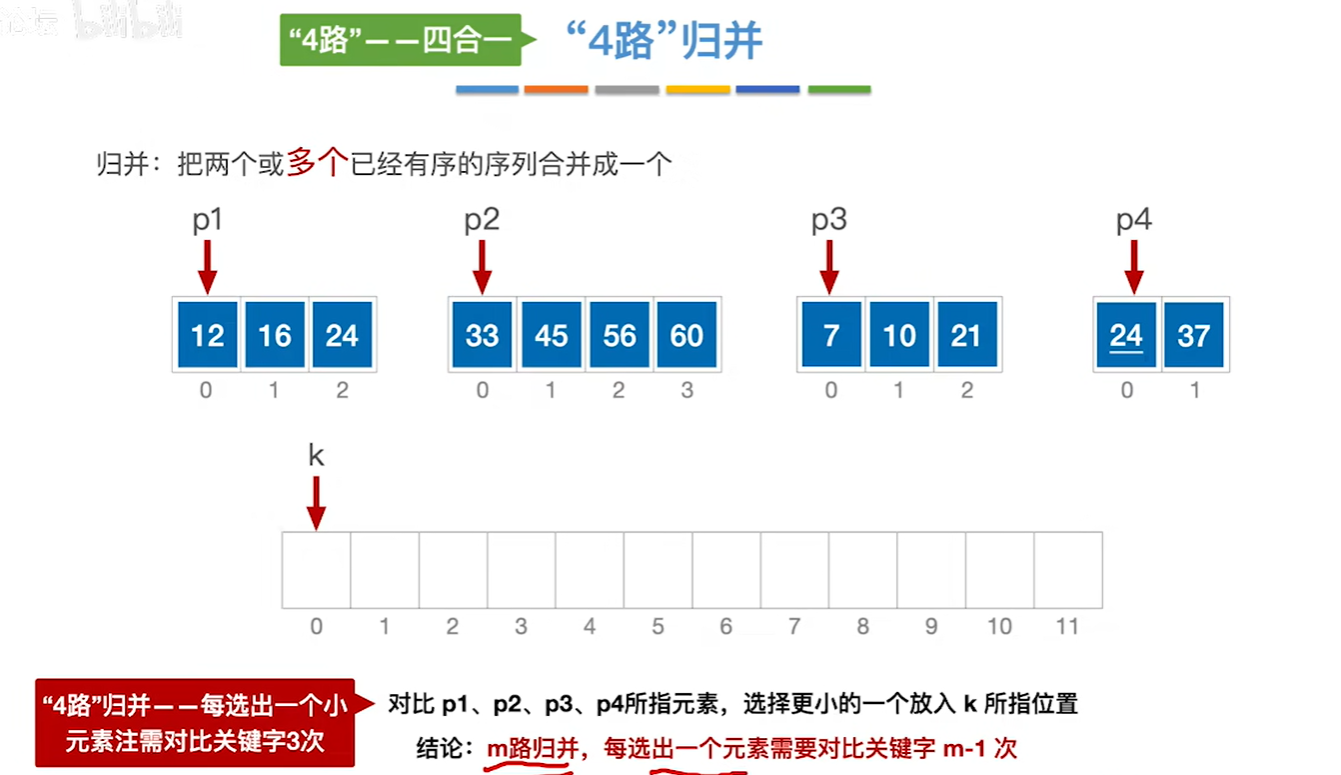 论坛 bilibili
“4路”——四合一
“4路”归并
归并：把两个或多个已经有序的序列合并成一个
p1 p2 p3 p4
12 16 24 33 45 56 60 7 10 21 24 37
0 1 2 0 1 2 3 0 1 2 0 1
k
0 1 2 3 4 5 6 7 8 9 10 11
“4路”归并——每选出一个小
元素注需对比关键字3次
对比 p1、p2、p3、p4所指元素，选择更小的一个放入 k 所指位置
结论：m路归并，每选出一个元素需要对比关键字 m-1 次